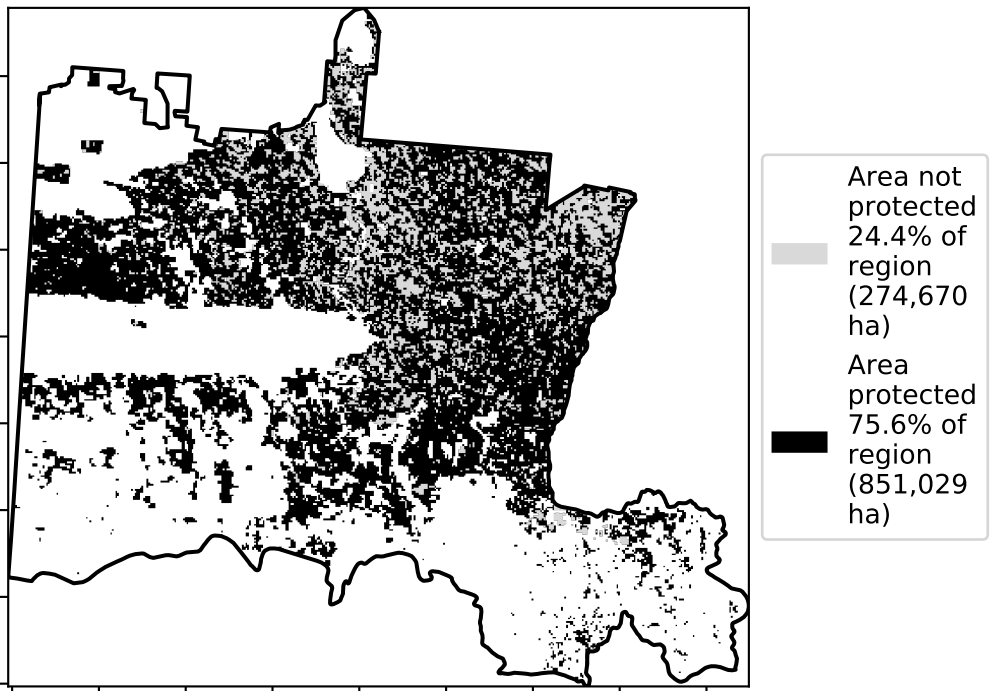 Area not
protected
24.4% of
region
(274,670
ha)
Area
protected
75.6% of
region
(851,029
ha)